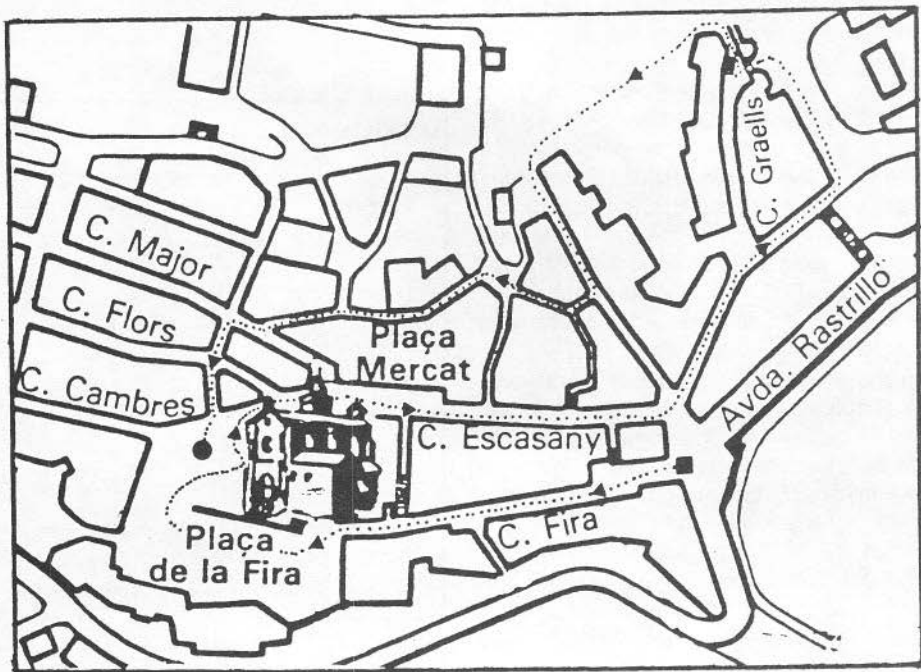 C. Graells
C. Major
C. Flors
Plaça
Mercat
Avda. Rastrillo
C. Cambres
C. Escasany
C. Fira
Plaça
de la Fira